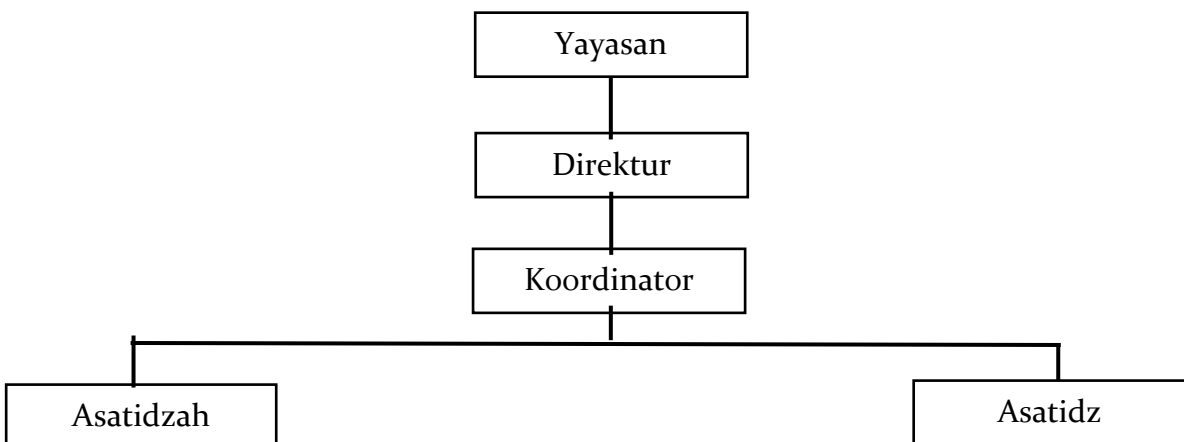 Yayasan
Direktur
Koordinator
Asatidzah
Asatidz